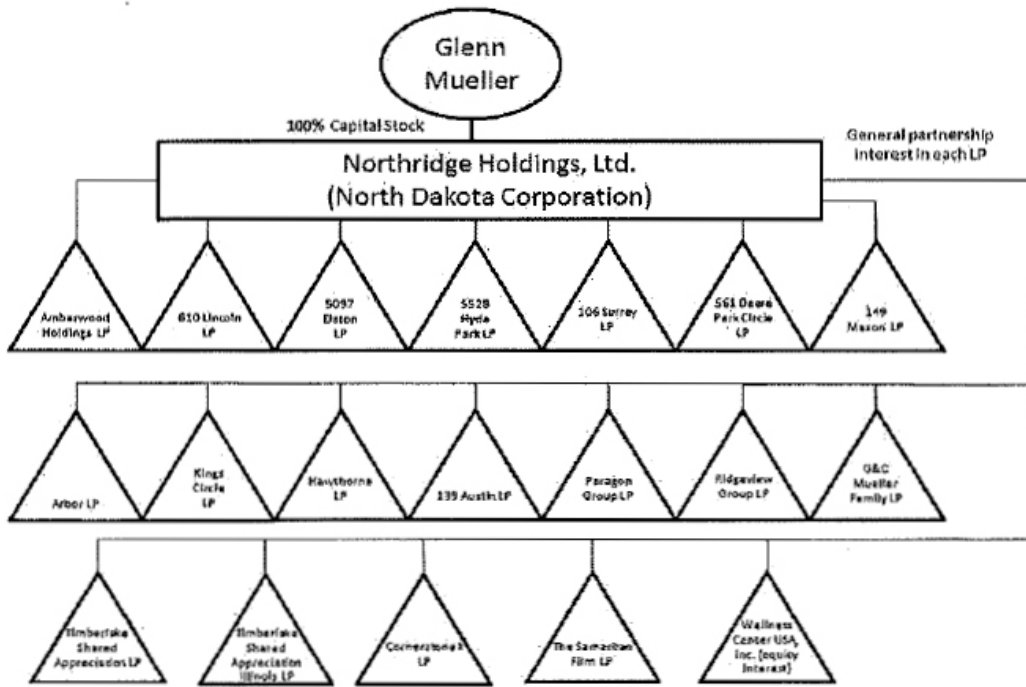 Glenn
Mueller
100% Capital Stock
General partnership
interest in each LP
Northridge Holdings, Ltd.
(North Dakota Corporation)
Amberwood
Holdings LP
610 Lincoln
LP
5097
Elston
LP
5528
Hyde
Park LP
106 Surrey
LP
561 Deere
Park Circle
LP
149
Mason LP
Arbor LP
Kings
Circle
LP
Hawthorne
LP
139 Austin LP
Paragon
Group LP
Ridgeview
Group LP
G&C
Mueller
Family LP
Timberlake
Shared
Appreciation LP
Timberlake
Shared
Appreciation
Illinois LP
Cornerstone II
LP
The Samaritan
Film LP
Wellness
Center USA,
Inc. (equity
interest)